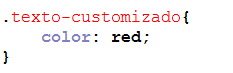 .texto-customizado{
    color: red;
}